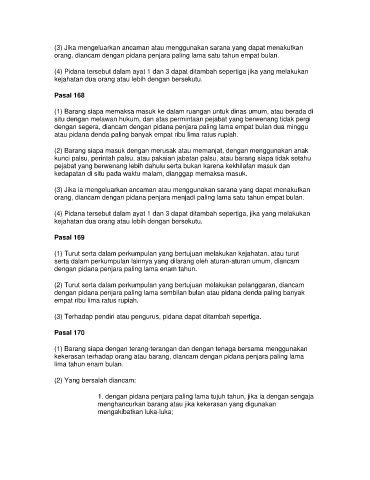 (3) Jika mengeluarkan ancaman atau menggunakan sarana yang dapat menakutkan
orang, diancam dengan pidana penjara paling lama satu tahun empat bulan.
(4) Pidana tersebut dalam ayat 1 dan 3 dapat ditambah sepertiga jika yang melakukan
kejahatan dua orang atau lebih dengan bersekutu.
Pasal 168
(1) Barang siapa memaksa masuk ke dalam ruangan untuk dinas umum, atau berada di
situ dengan melawan hukum, dan atas permintaan pejabat yang berwenang tidak pergi
dengan segera, diancam dengan pidana penjara paling lama empat bulan dua minggu
atau pidana denda paling banyak empat ribu lima ratus rupiah.
(2) Barang siapa masuk dengan merusak atau memanjat, dengan menggunakan anak
kunci palsu, perintah palsu, atau pakaian jahatan palsu, atau barang siapa tidak setahu
pejabat yang berwenang lebih dahulu serta bukan karena kekhilafan masuk dan
kedapatan di situ pada waktu malam, dianggap memaksa masuk.
(3) Jika ia mengeluarkan ancaman atau menggunakan sarana yang dapat menakutkan
orang, diancam dengan pidana penjara menjadi paling lama satu tahun empat bulan.
(4) Pidana tersebut dalam ayat 1 dan 3 dapat ditambah sepertiga, jika yang melakukan
kejahatan dua orang atau lebih dengan bersekutu.
Pasal 169
(1) Turut serta dalam perkumpulan yang bertujuan melakukan kejahatan, atau turut
serta dalam perkumpulan lainnya yang dilarang oleh aturan-aturan umum, diancam
dengan pidana penjara paling lama enam tahun.
(2) Turut serta dalam perkumpulan yang bertujuan melakukan pelanggaran, diancam
dengan pidana penjara paling lama sembilan bulan atau pidana denda paling banyak
empat ribu lima ratus rupiah.
(3) Terhadap pendiri atau pengurus, pidana dapat ditambah sepertiga.
Pasal 170
(1) Barang siapa dengan terang-terangan dan dengan tenaga bersama menggunakan
kekerasan terhadap orang atau barang, diancam dengan pidana penjara paling lama
lima tahun enam bulan.
(2) Yang bersalah diancam:
1. dengan pidana penjara paling lama tujuh tahun, jika ia dengan sengaja
menghancurkan barang atau jika kekerasan yang digunakan
mengakibatkan luka-luka;